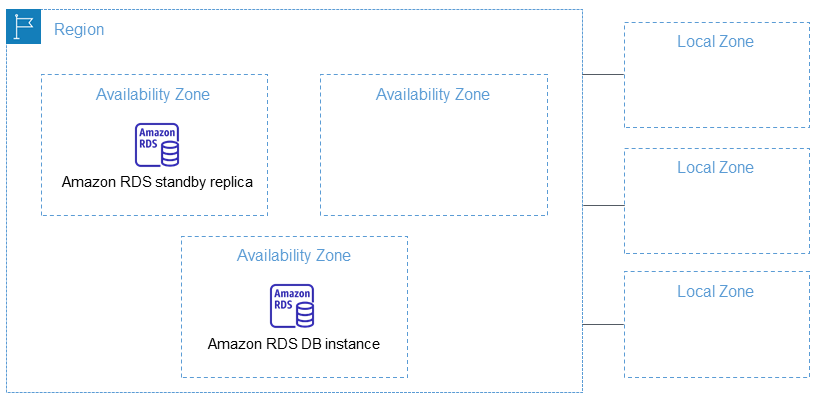 Region
Local Zone
Availability Zone
Availability Zone
Amazon
RDS
Amazon RDS standby replica
Local Zone
Availability Zone
Amazon
RDS
Amazon RDS DB instance
Local Zone